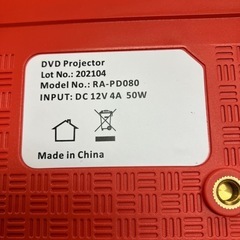 DVD Projector
Lot No.: 202104
Model No.: RA-PD080
INPUT: DC 12V 4A 50W
Made in China